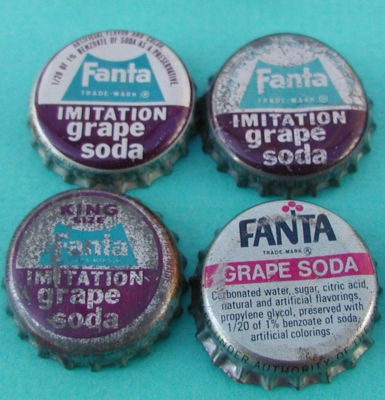 ARTIFICIAL FLAVOR AND COLOR
1/20 OF 1% BENZOATE OF SODA AS A PRESERVATIVE
Fanta
TRADE-MARK ®
IMITATION
grape
soda
Fanta
TRADE-MARK ®
IMITATION
grape
soda
KING
SIZE
Fanta
IMITATION
grape
soda
FANTA
TRADE-MARK ®
GRAPE SODA
Carbonated water, sugar, citric acid,
natural and artificial flavorings,
propylene glycol, preserved with
1/20 of 1% benzoate of soda,
artificial colorings.
UNDER AUTHORITY OF